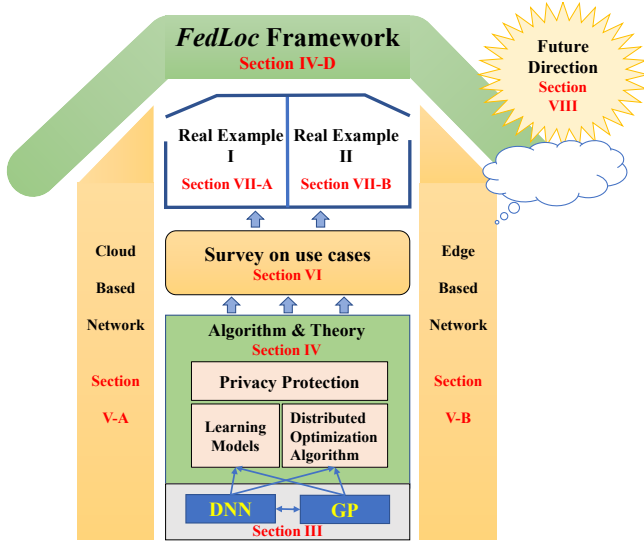 FedLoc Framework
Section IV-D
Future
Direction
Section
VIII
Real Example
I
Section VII-A
Real Example
II
Section VII-B
Cloud
Based
Network
Section
V-A
Survey on use cases
Section VI
Edge
Based
Network
Section
V-B
Algorithm & Theory
Section IV
Privacy Protection
Learning
Models
Distributed
Optimization
Algorithm
DNN
GP
Section III